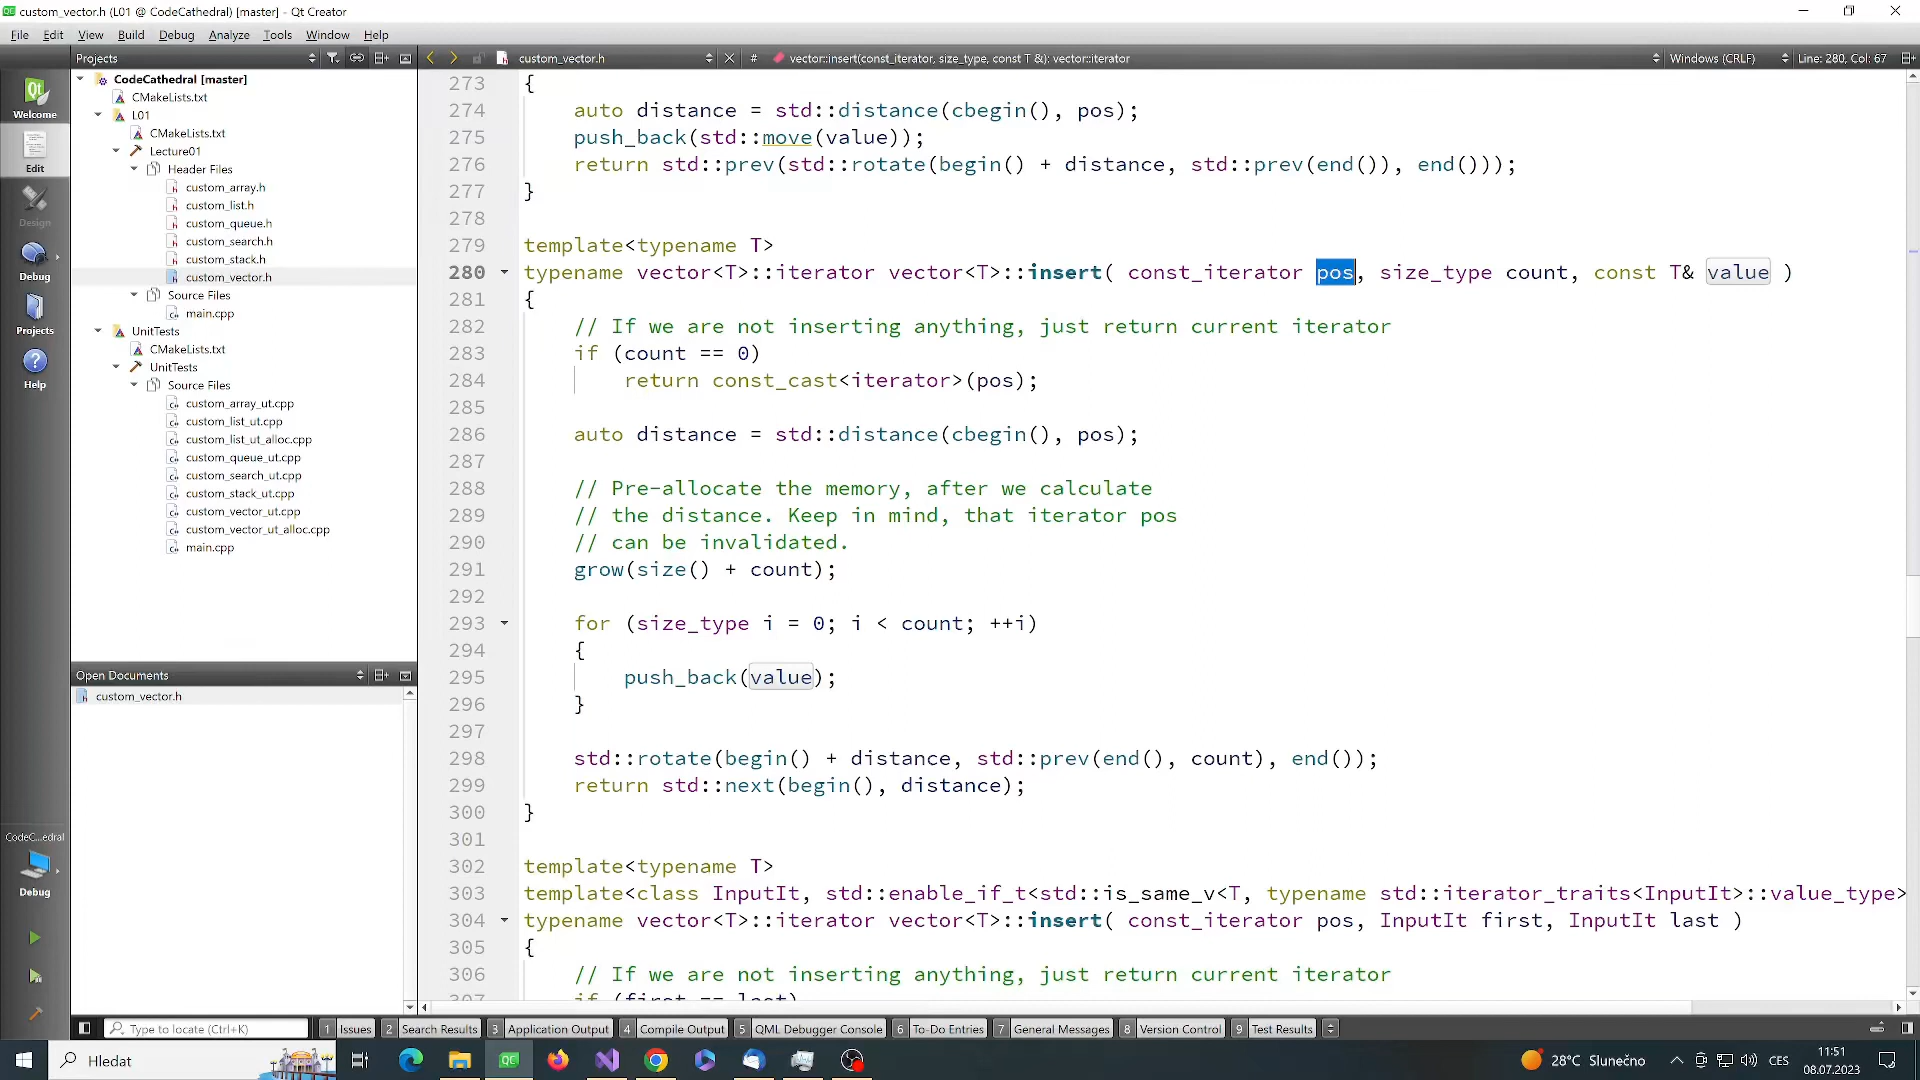 custom_vector.h (L01 @ CodeCathedral) [master] - Qt Creator
File Edit View Build Debug Analyze Tools Window Help
Projects
custom_vector.h
# vector::insert(const_iterator, size_type, const T &): vector::iterator
Windows (CRLF)
Line: 280, Col: 67
Welcome
Edit
Design
Debug
Projects
Help
CodeC...edral
Debug
CodeCathedral [master]
CMakeLists.txt
L01
CMakeLists.txt
Lecture01
Header Files
custom_array.h
custom_list.h
custom_queue.h
custom_search.h
custom_stack.h
custom_vector.h
Source Files
main.cpp
UnitTests
CMakeLists.txt
UnitTests
Source Files
custom_array_ut.cpp
custom_list_ut.cpp
custom_list_ut_alloc.cpp
custom_queue_ut.cpp
custom_search_ut.cpp
custom_stack_ut.cpp
custom_vector_ut.cpp
custom_vector_ut_alloc.cpp
main.cpp
Open Documents
custom_vector.h
273 {
274 auto distance = std::distance(cbegin(), pos);
275 push_back(std::move(value));
276 return std::prev(std::rotate(begin() + distance, std::prev(end()), end()));
277 }
278
279 template<typename T>
280 typename vector<T>::iterator vector<T>::insert( const_iterator pos, size_type count, const T& value )
281 {
282 // If we are not inserting anything, just return current iterator
283 if (count == 0)
284 return const_cast<iterator>(pos);
285
286 auto distance = std::distance(cbegin(), pos);
287
288 // Pre-allocate the memory, after we calculate
289 // the distance. Keep in mind, that iterator pos
290 // can be invalidated.
291 grow(size() + count);
292
293 for (size_type i = 0; i < count; ++i)
294 {
295 push_back(value);
296 }
297
298 std::rotate(begin() + distance, std::prev(end(), count), end());
299 return std::next(begin(), distance);
300 }
301
302 template<typename T>
303 template<class InputIt, std::enable_if_t<std::is_same_v<T, typename std::iterator_traits<InputIt>::value_type>
304 typename vector<T>::iterator vector<T>::insert( const_iterator pos, InputIt first, InputIt last )
305 {
306 // If we are not inserting anything, just return current iterator
307 if (first == last)
Type to locate (Ctrl+K)
1 Issues 2 Search Results 3 Application Output 4 Compile Output 5 QML Debugger Console 6 To-Do Entries 7 General Messages 8 Version Control 9 Test Results
Hledat
28°C Slunečno
CES
11:51
08.07.2023